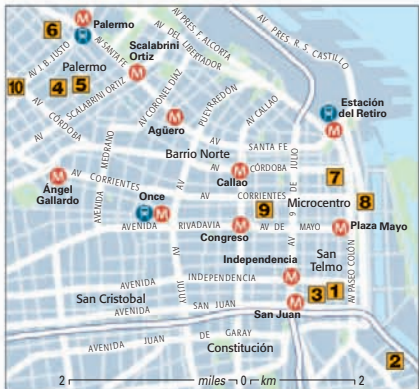 Palermo
6
AV PRES. F. ALCORTA
AV DEL LIBERTADOR
AV PRES R. S. CASTILLO
AV J. B. JUSTO
AV SANTA FE
Scalabrini
Ortiz
Palermo
10
4
5
SCALABRINI ORTIZ
AV CORONEL DIAZ
PUEYRREDÓN
AV CALLAO
Estación
del Retiro
AV
CÓRDOBA
MEDRANO
Agüero
AV
SANTA FE
Barrio Norte
AV
CÓRDOBA
7
Ángel
Gallardo
AV
CORRIENTES
Callao
AV
CORRIENTES
AV 9 DE JULIO
Microcentro
8
AVENIDA
Once
9
AVENIDA
RIVADAVIA
AV DE
MAYO
Plaza Mayo
Congreso
AV
JUJUY
Independencia
San
Telmo
AV PASEO COLÓN
AVENIDA
INDEPENDENCIA
San Cristobal
AVENIDA
SAN JUAN
3
1
San Juan
AVENIDA
JUAN
DE GARAY
Constitución
2
2
miles
0
km
2